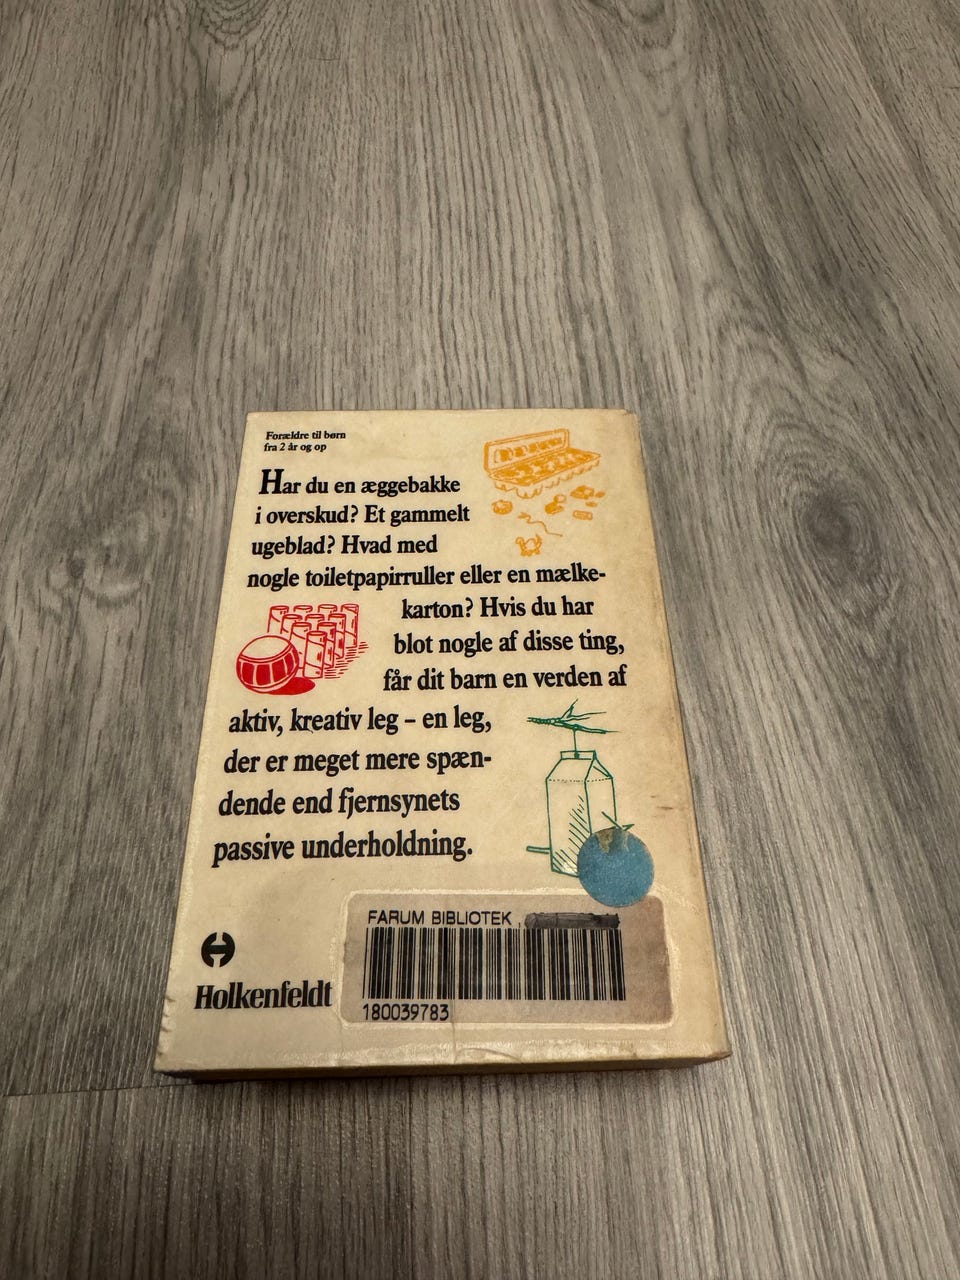 Forældre til børn
fra 2 år og op
Har du en æggebakke
i overskud? Et gammelt
ugeblad? Hvad med
nogle toiletpapirruller eller en mælke-
karton? Hvis du har
blot nogle af disse ting,
får dit barn en verden af
aktiv, kreativ leg – en leg,
der er meget mere spæn-
dende end fjernsynets
passive underholdning.
FARUM BIBLIOTEK
180039783
Holkenfeldt